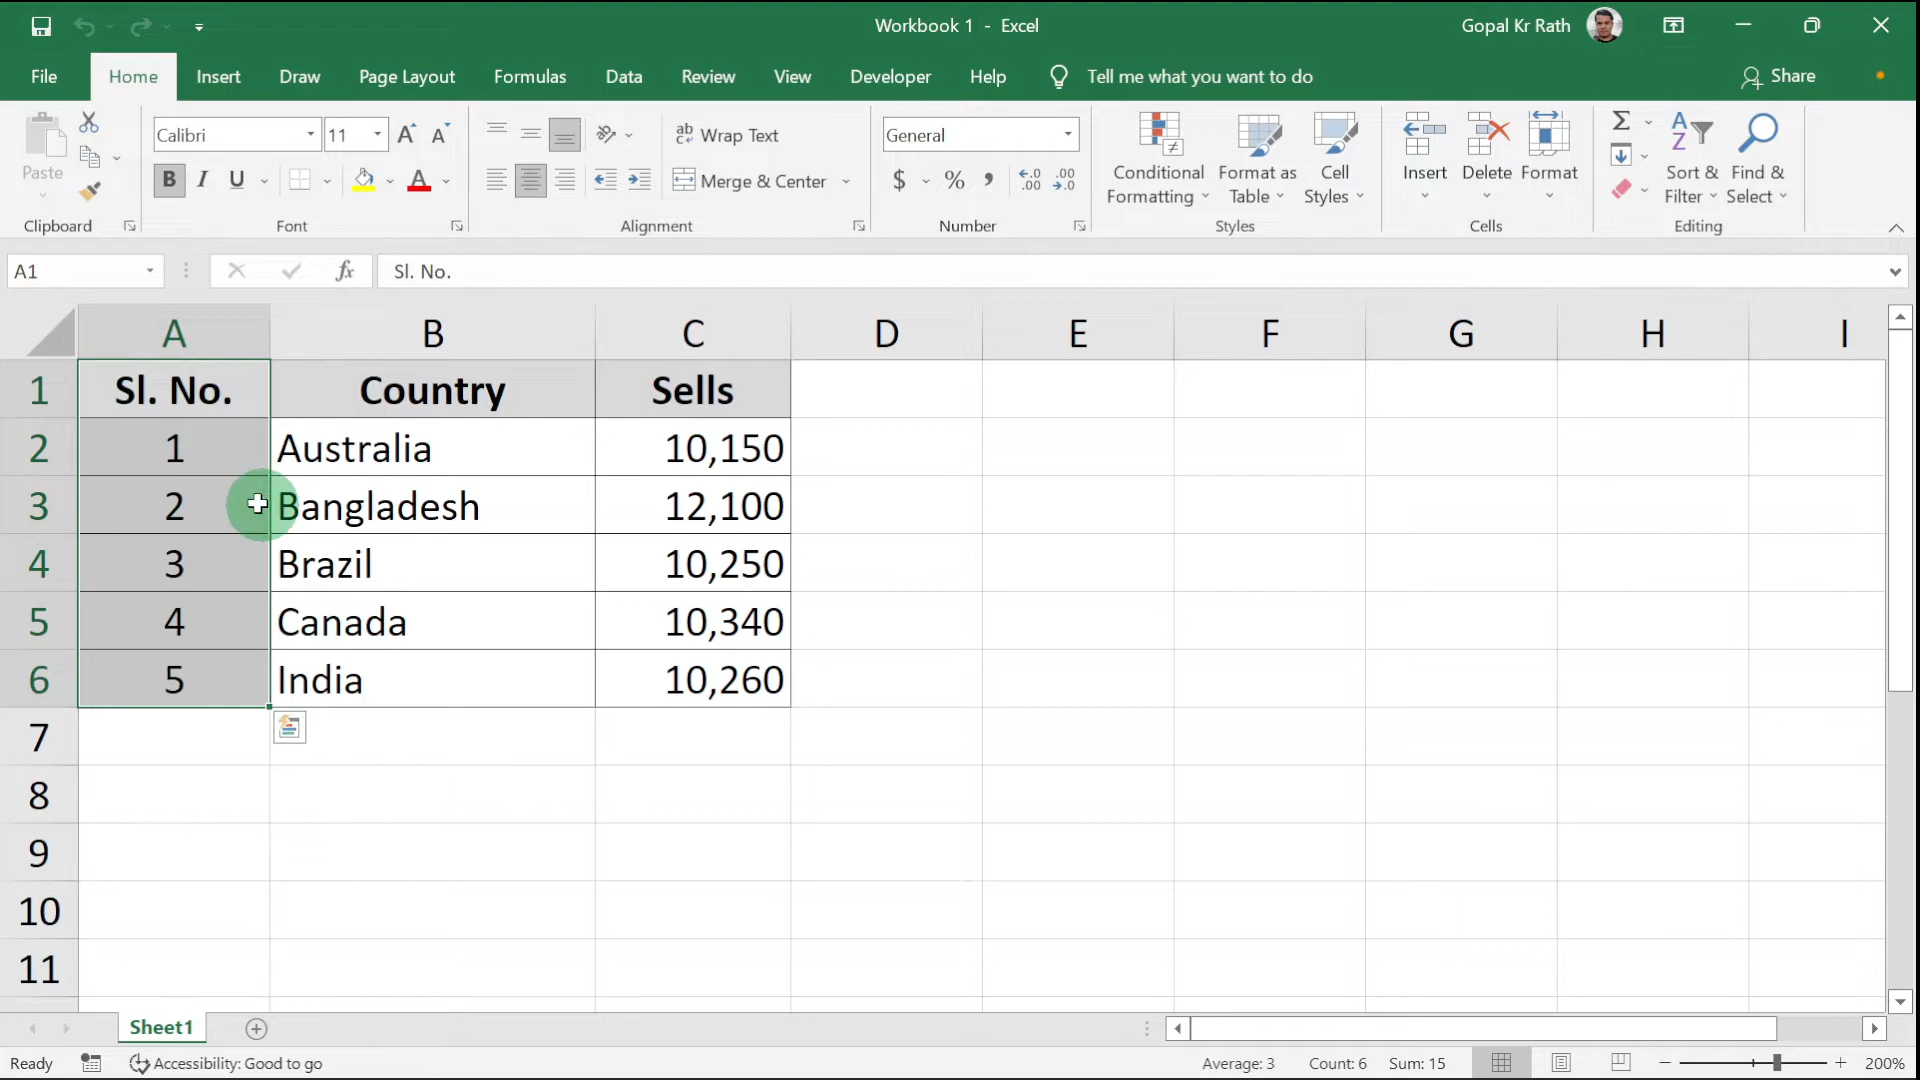 Workbook 1 - Excel
Gopal Kr Rath
File Home Insert Draw Page Layout Formulas Data Review View Developer Help Tell me what you want to do Share
Paste
Clipboard
Calibri 11
B I U
Font
Wrap Text
Merge & Center
Alignment
General
$ % ,
Number
Conditional Formatting
Format as Table
Cell Styles
Styles
Insert Delete Format
Cells
Sort & Filter
Find & Select
Editing
A1 fx Sl. No.
A B C D E F G H I
1 Sl. No. Country Sells
2 1 Australia 10,150
3 2 Bangladesh 12,100
4 3 Brazil 10,250
5 4 Canada 10,340
6 5 India 10,260
7
8
9
10
11
Sheet1
Ready Accessibility: Good to go Average: 3 Count: 6 Sum: 15 200%